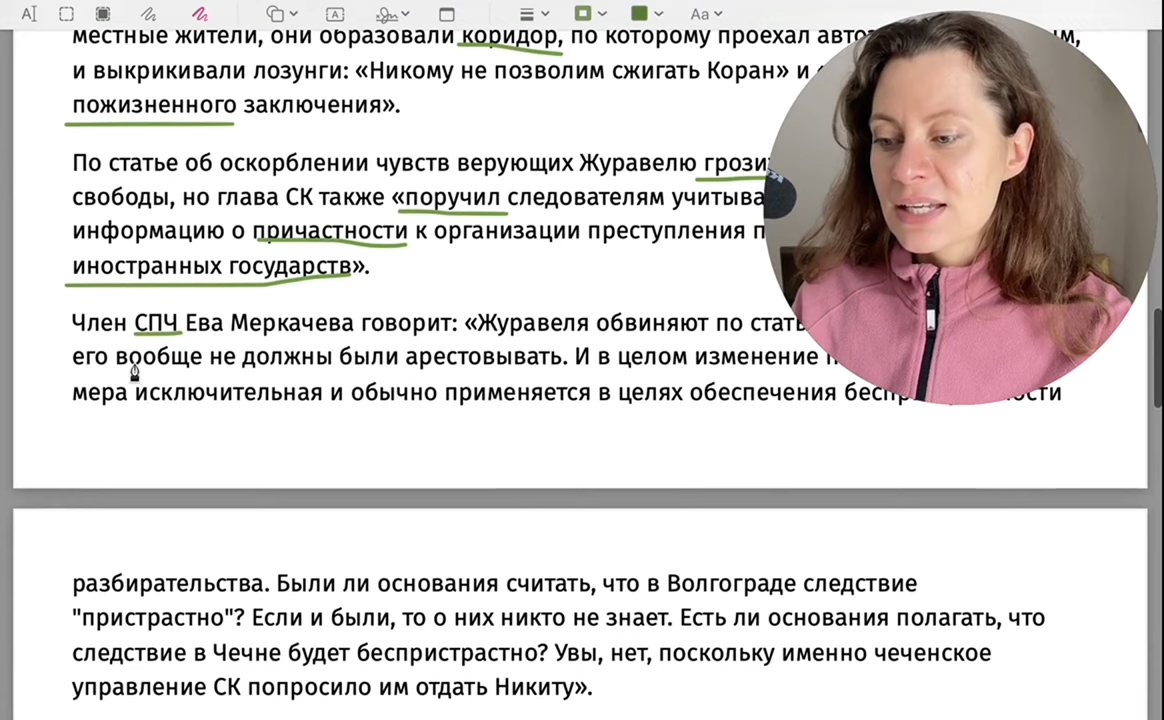 A
Aa
местные жители, они образовали коридор, по которому проехал
и выкрикивали лозунги: «Никому не позволим сжигать Коран» и
пожизненного заключения».
По статье об оскорблении чувств верующих Журавелю
свободы, но глава СК также «поручил следователям
информацию о причастности к организации преступления
иностранных государств».
Член СПЧ Ева Меркачева говорит: «Журавеля обвиняют по
его вообще не должны были арестовывать. И в целом изменение
мера исключительная и обычно применяется в целях обеспечения
разбирательства. Были ли основания считать, что в Волгограде следствие
"пристрастно"? Если и были, то о них никто не знает. Есть ли основания полагать, что
следствие в Чечне будет беспристрастно? Увы, нет, поскольку именно чеченское
управление СК попросило им отдать Никиту».